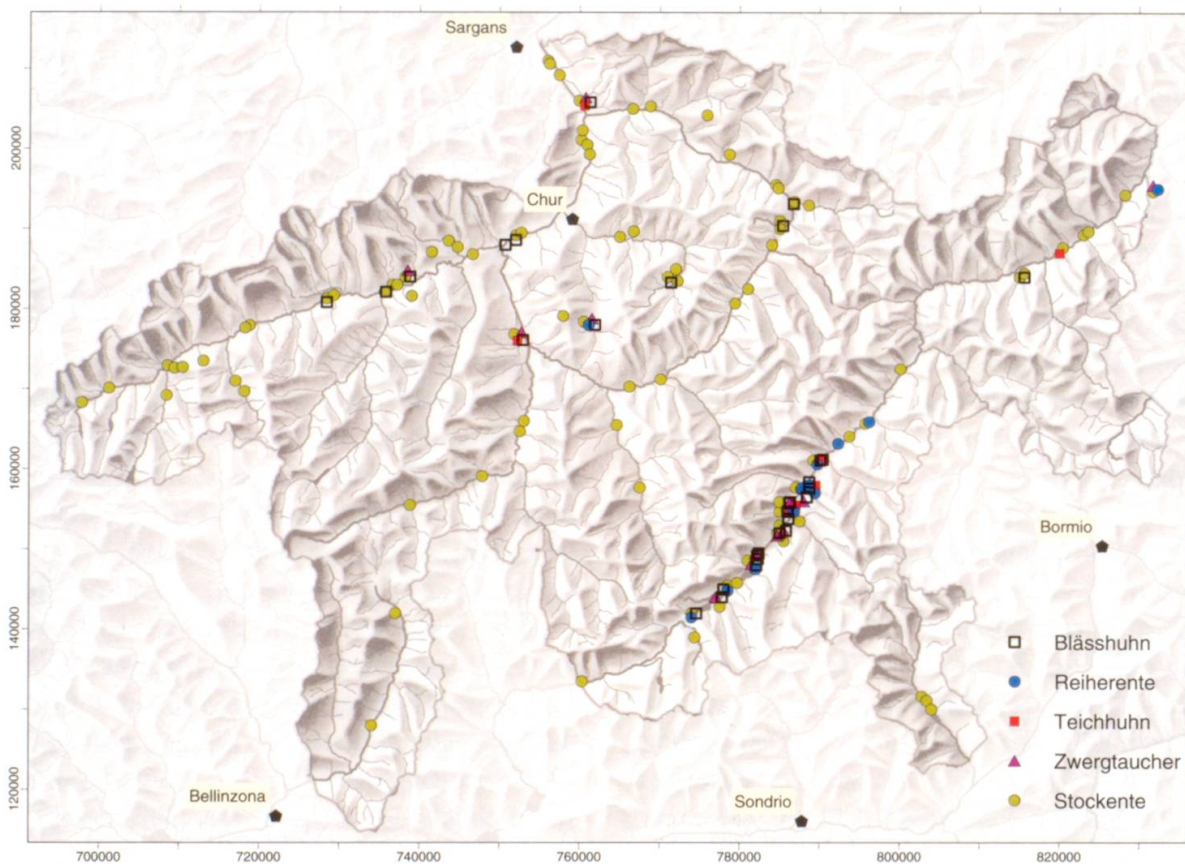 Sargans
200000
Chur
180000
160000
Bormio
140000
Blässhuhn
Reiherente
Teichhuhn
Zwergtaucher
Stockente
120000
Bellinzona
Sondrio
700000
720000
740000
760000
780000
800000
820000